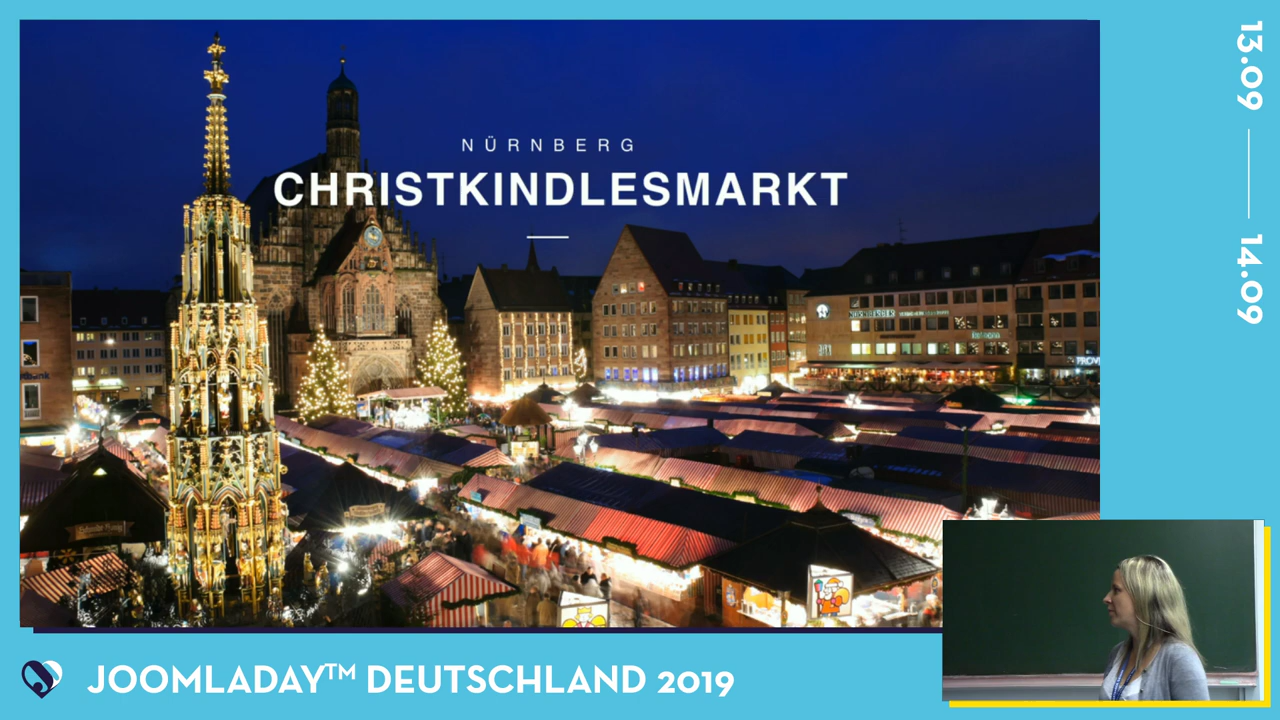 NÜRNBERG
CHRISTKINDLESMARKT
13.09
14.09
JOOMLADAY™ DEUTSCHLAND 2019